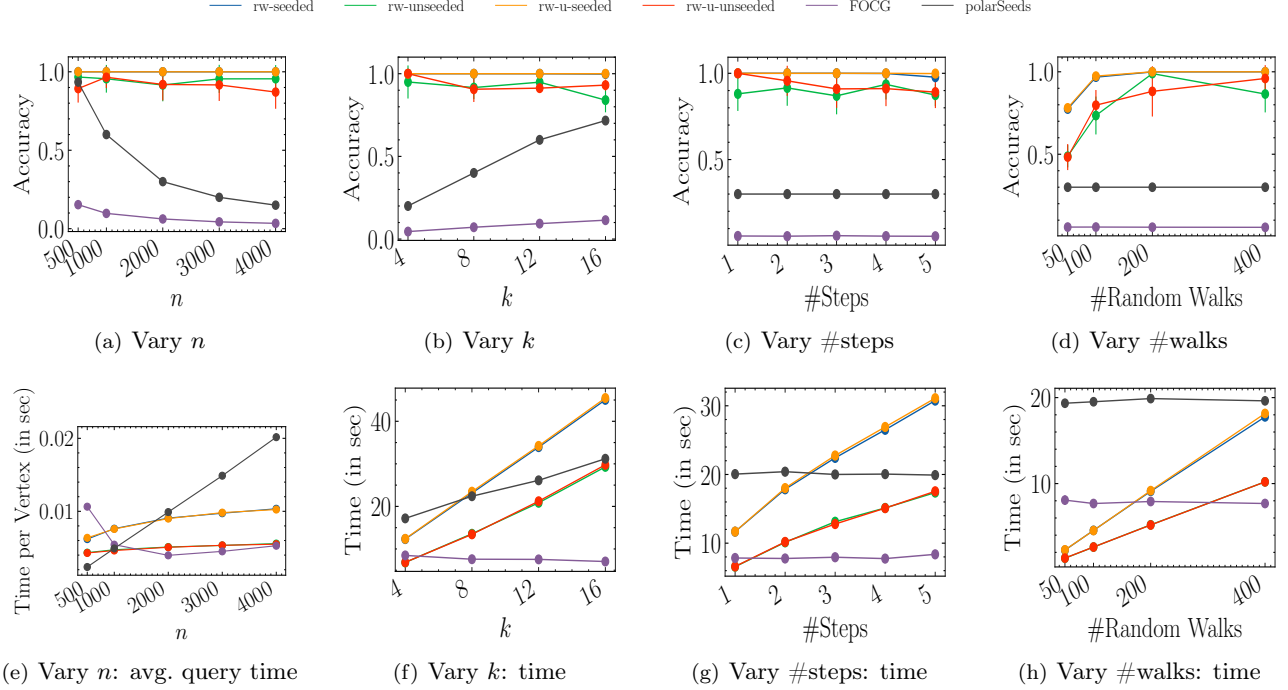 rw-seeded rw-unseeded rw-u-seeded rw-u-unseeded FOCG polarSeeds
Accuracy
1.0
0.5
0.0
500 1000 2000 3000 4000
n
(a) Vary n
Accuracy
1.0
0.5
0.0
4 8 12 16
k
(b) Vary k
Accuracy
1.0
0.5
1 2 3 4 5
#Steps
(c) Vary #steps
Accuracy
1.0
0.5
50 100 200 400
#Random Walks
(d) Vary #walks
Time per Vertex (in sec)
0.02
0.01
500 1000 2000 3000 4000
n
(e) Vary n: avg. query time
Time (in sec)
40
20
4 8 12 16
k
(f) Vary k: time
Time (in sec)
30
20
10
1 2 3 4 5
#Steps
(g) Vary #steps: time
Time (in sec)
20
10
0
50 100 200 400
#Random Walks
(h) Vary #walks: time